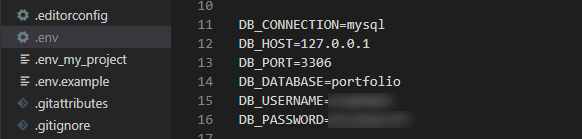 .editorconfig
.env
.env_my_project
.env.example
.gitattributes
.gitignore
10
11 DB_CONNECTION=mysql
12 DB_HOST=127.0.0.1
13 DB_PORT=3306
14 DB_DATABASE=portfolio
15 DB_USERNAME=
16 DB_PASSWORD=